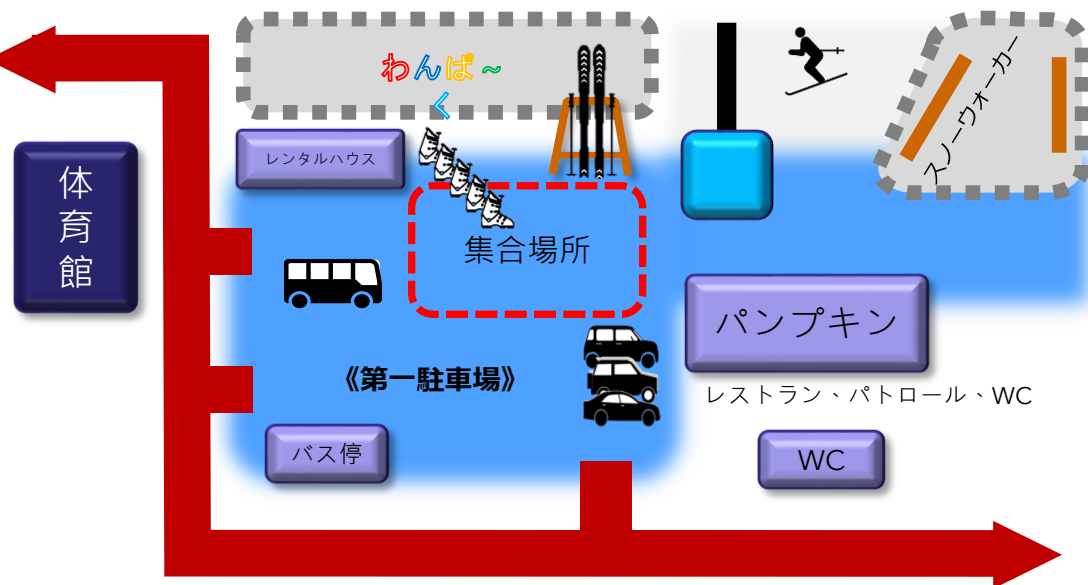 わんぱ～
く
スノーウォーカー
レンタルハウス
体育館
集合場所
パンプキン
《第一駐車場》
レストラン、パトロール、WC
バス停
WC